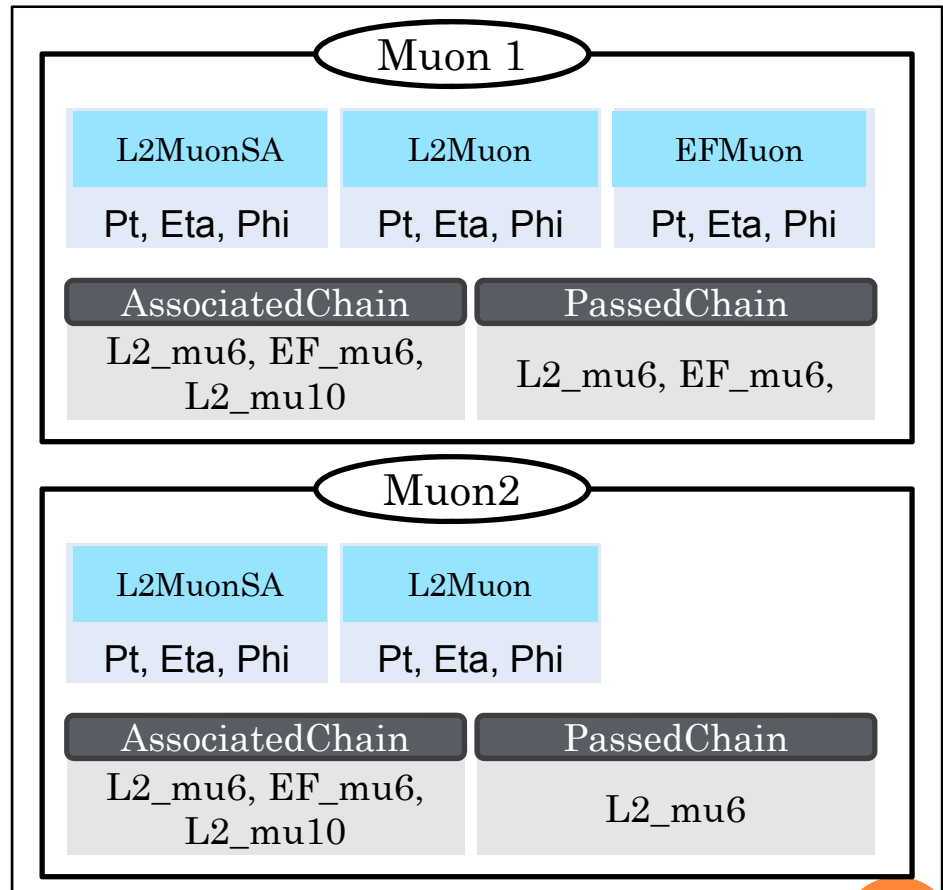 Muon 1
L2MuonSA L2Muon EFMuon
Pt, Eta, Phi Pt, Eta, Phi Pt, Eta, Phi
AssociatedChain PassedChain
L2_mu6, EF_mu6,
L2_mu10
L2_mu6, EF_mu6,
Muon2
L2MuonSA L2Muon
Pt, Eta, Phi Pt, Eta, Phi
AssociatedChain PassedChain
L2_mu6, EF_mu6,
L2_mu10
L2_mu6